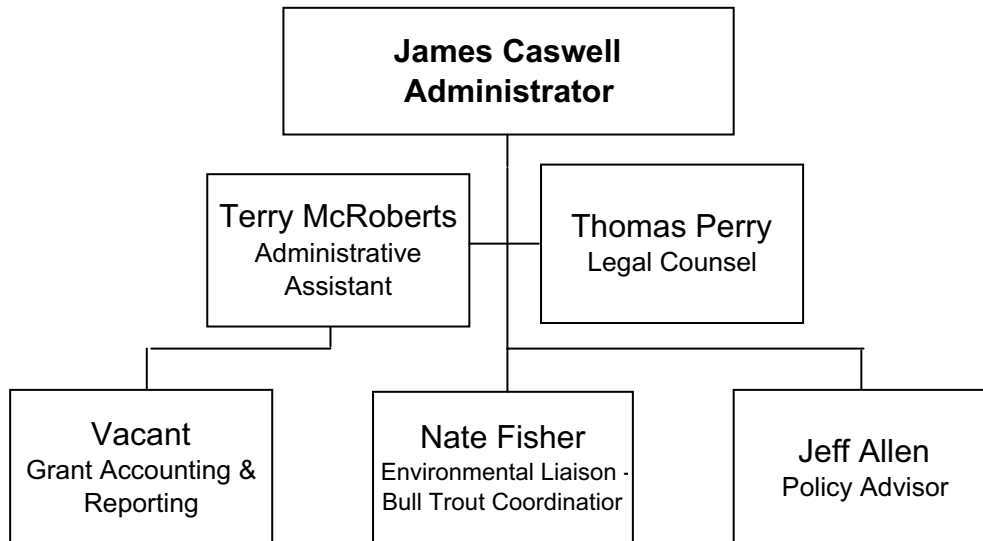 James Caswell
Administrator
Terry McRoberts
Administrative
Assistant
Thomas Perry
Legal Counsel
Vacant
Grant Accounting &
Reporting
Nate Fisher
Environmental Liaison -
Bull Trout Coordinatior
Jeff Allen
Policy Advisor